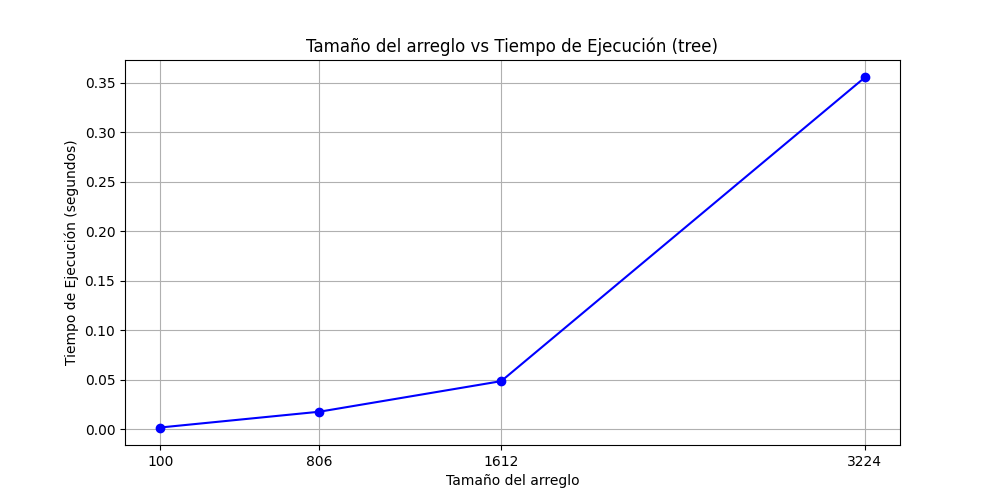 Tamaño del arreglo vs Tiempo de Ejecución (tree)
Tiempo de Ejecución (segundos)
0.35
0.30
0.25
0.20
0.15
0.10
0.05
0.00
100 806 1612 3224
Tamaño del arreglo